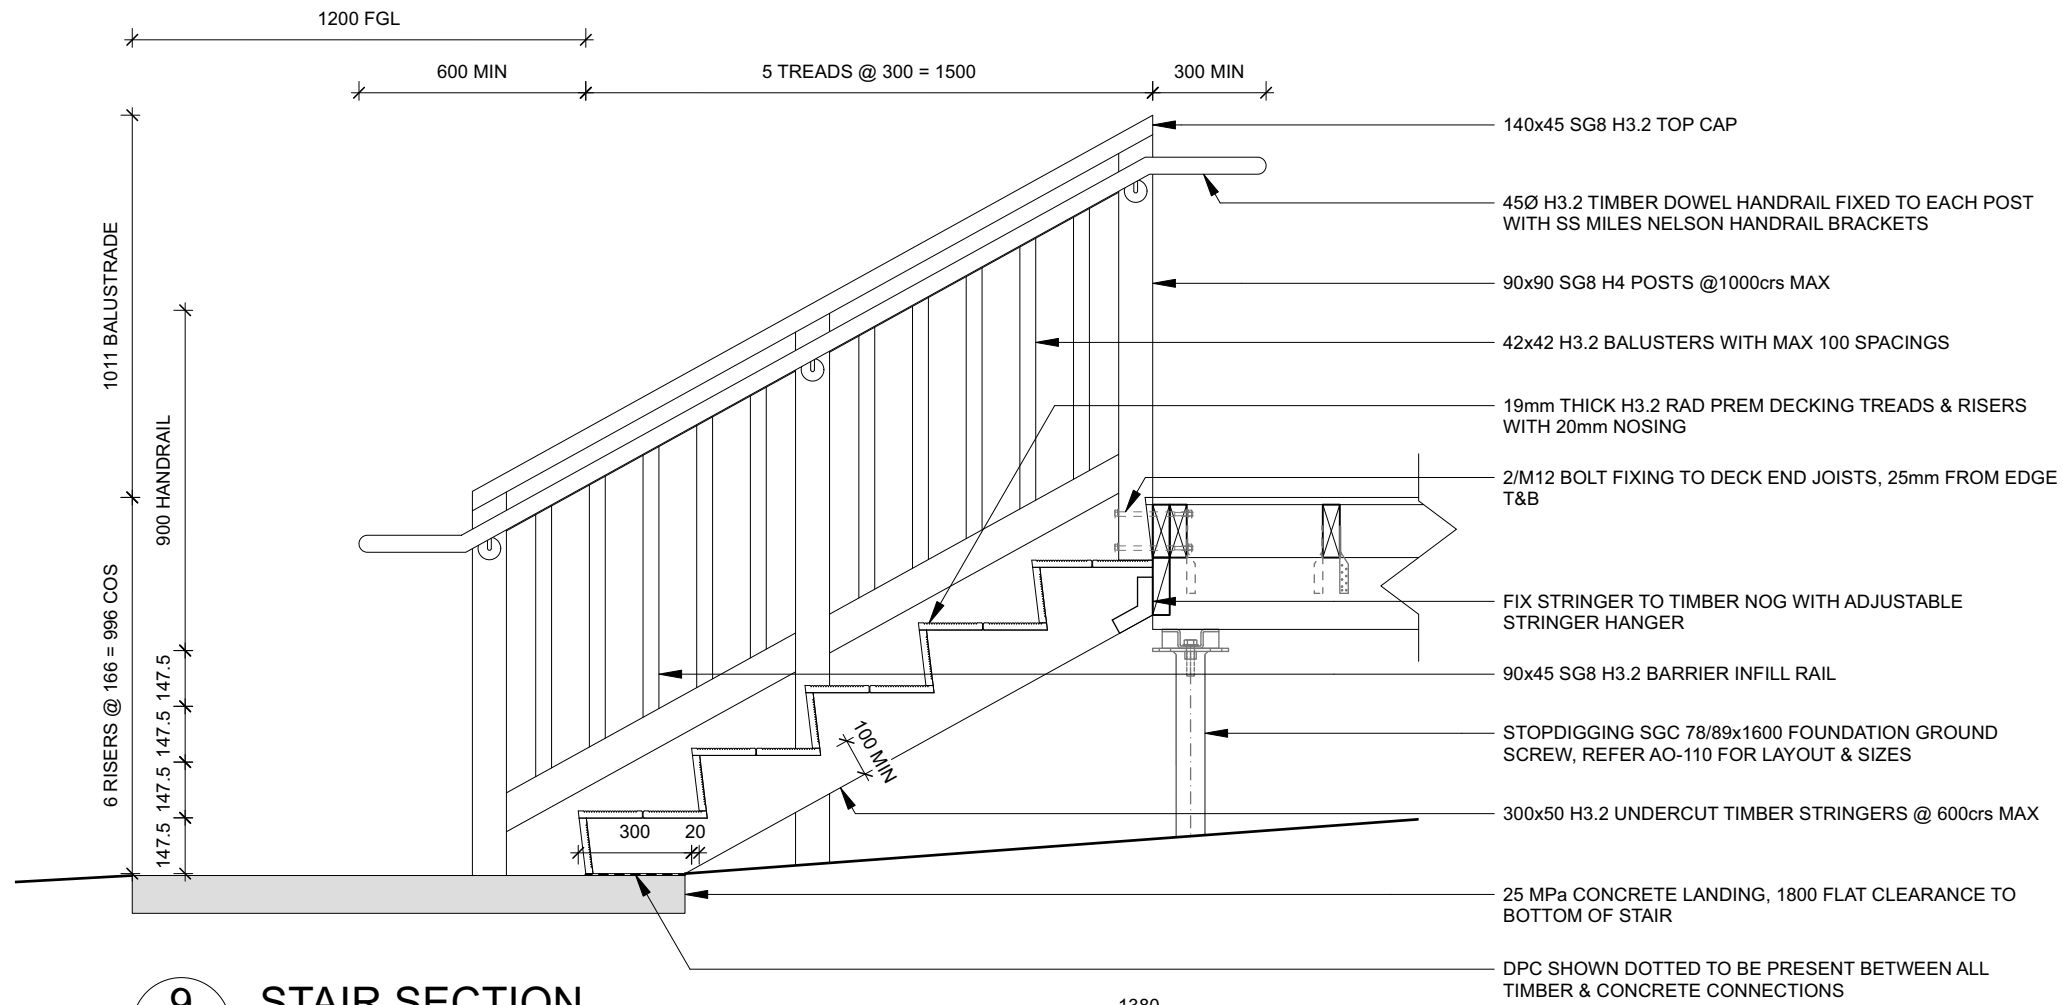 1200 FGL
600 MIN
5 TREADS @ 300 = 1500
300 MIN
140x45 SG8 H3.2 TOP CAP
45Ø H3.2 TIMBER DOWEL HANDRAIL FIXED TO EACH POST
WITH SS MILES NELSON HANDRAIL BRACKETS
90x90 SG8 H4 POSTS @1000crs MAX
42x42 H3.2 BALUSTERS WITH MAX 100 SPACINGS
19mm THICK H3.2 RAD PREM DECKING TREADS & RISERS
WITH 20mm NOSING
2/M12 BOLT FIXING TO DECK END JOISTS, 25mm FROM EDGE
T&B
FIX STRINGER TO TIMBER NOG WITH ADJUSTABLE
STRINGER HANGER
90x45 SG8 H3.2 BARRIER INFILL RAIL
STOPDIGGING SGC 78/89x1600 FOUNDATION GROUND
SCREW, REFER AO-110 FOR LAYOUT & SIZES
300x50 H3.2 UNDERCUT TIMBER STRINGERS @ 600crs MAX
25 MPa CONCRETE LANDING, 1800 FLAT CLEARANCE TO
BOTTOM OF STAIR
DPC SHOWN DOTTED TO BE PRESENT BETWEEN ALL
TIMBER & CONCRETE CONNECTIONS
1011 BALUSTRADE
6 RISERS @ 166 = 996 COS
900 HANDRAIL
147.5
147.5
147.5
147.5
100 MIN
300
20
9
STAIR SECTION
1380